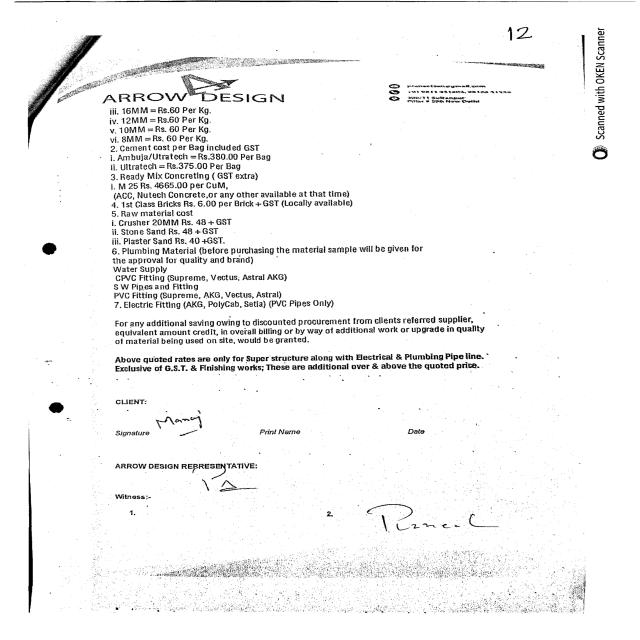 12
Scanned with OKEN Scanner
ARROW DESIGN
iii. 16MM = Rs.60 Per Kg.
iv. 12MM = Rs.60 Per Kg.
v. 10MM = Rs. 60 Per Kg.
vi. 8MM = Rs. 60 Per Kg.
2. Cement cost per Bag included GST
i. Ambuja/Utratech = Rs.380.00 Per Bag
ii. Ultratech = Rs.375.00 Per Bag
3. Ready Mix Concreting ( GST extra)
i. M 25 Rs. 4665.00 per CuM,
(ACC, Nutech Concrete,or any other available at that time)
4. 1st Class Bricks Rs. 6.00 per Brick + GST (Locally available)
5. Raw material cost
i. Crusher 20MM Rs. 48 + GST
ii. Stone Sand Rs. 48 + GST
iii. Plaster Sand Rs. 40 +GST.
6. Plumbing Material (before purchasing the material sample will be given for
the approval for quality and brand)
Water Supply
CPVC Fitting (Supreme, Vectus, Astral AKG)
S W Pipes and Fitting
PVC Fitting (Supreme, AKG, Vectus, Astral)
7. Electric Fitting (AKG, PolyCab, Setia) (PVC Pipes Only)
For any additional saving owing to discounted procurement from clients referred supplier,
equivalent amount credit, in overall billing or by way of additional work or upgrade in quality
of material being used on site, would be granted.
Above quoted rates are only for Super structure along with Electrical & Plumbing Pipe line.
Exclusive of G.S.T. & Finishing works; These are additional over & above the quoted price.
CLIENT:
Manoj
Signature Print Name Date
ARROW DESIGN REPRESENTATIVE:
Witness:-
1. 2.